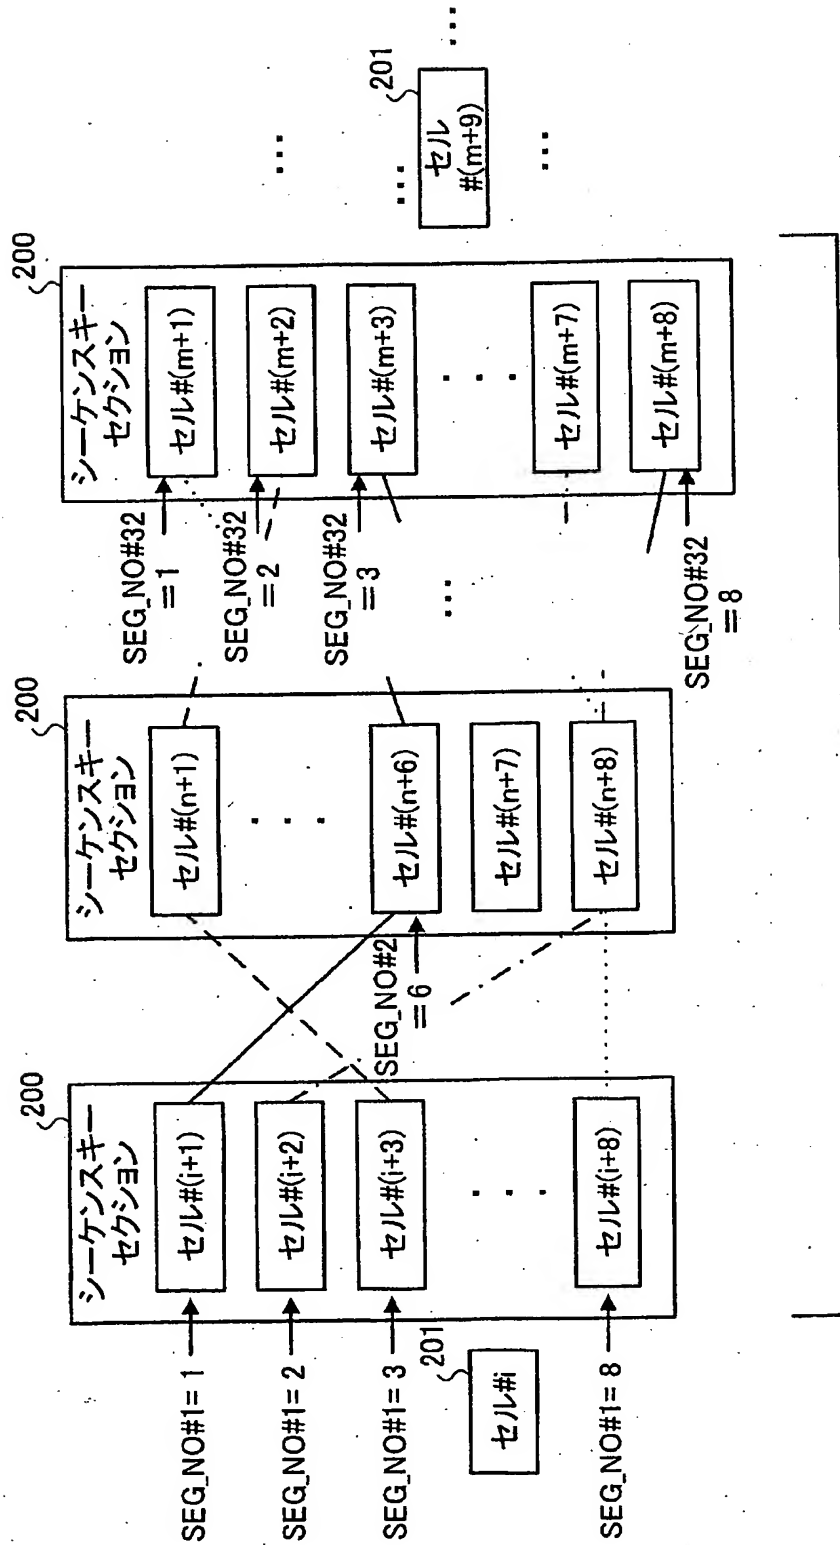 SEG_NO#1= 1
SEG_NO#1= 2
SEG_NO#1= 3
201
セル#i
SEG_NO#1= 8
200
シーケンスキー
セクション
セル#(i+1)
セル#(i+2)
セル#(i+3)
・・・
セル#(i+8)
SEG_NO#2
=6
200
シーケンスキー
セクション
セル#(n+1)
・・・
セル#(n+6)
セル#(n+7)
セル#(n+8)
SEG_NO#32
=1
SEG_NO#32
=2
SEG_NO#32
=3
・・・
SEG_NO#32
=8
200
シーケンスキー
セクション
セル#(m+1)
セル#(m+2)
セル#(m+3)
・・・
セル#(m+7)
セル#(m+8)
・・・
・・・
201
セル
#(m+9)
・・・
・・・